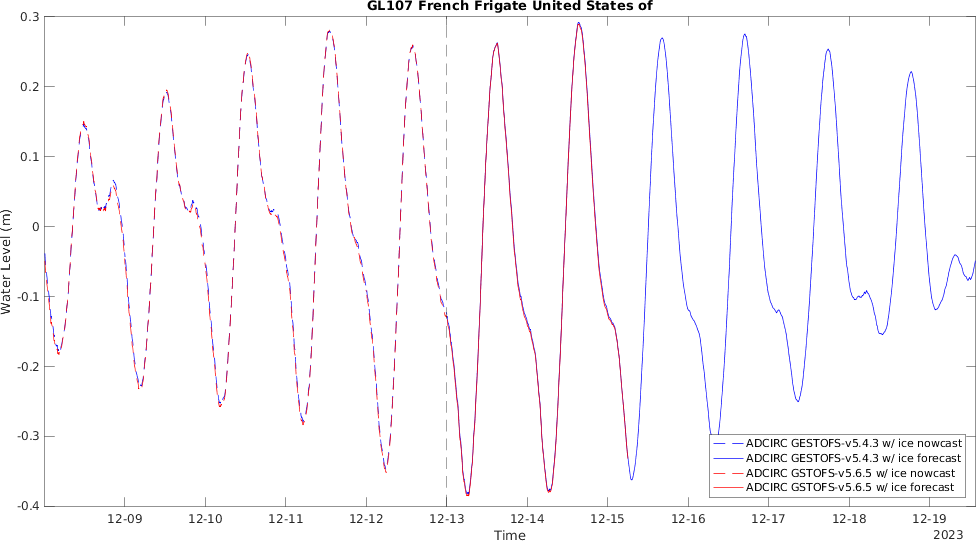 GL107 French Frigate United States of
0.3
0.2
0.1
0
-0.1
-0.2
-0.3
-0.4
Water Level (m)
ADCIRC GESTOFS-v5.4.3 w/ ice nowcast
ADCIRC GESTOFS-v5.4.3 w/ ice forecast
ADCIRC GSTOFS-v5.6.5 w/ ice nowcast
ADCIRC GSTOFS-v5.6.5 w/ ice forecast
12-09 12-10 12-11 12-12 12-13 12-14 12-15 12-16 12-17 12-18 12-19
Time
2023